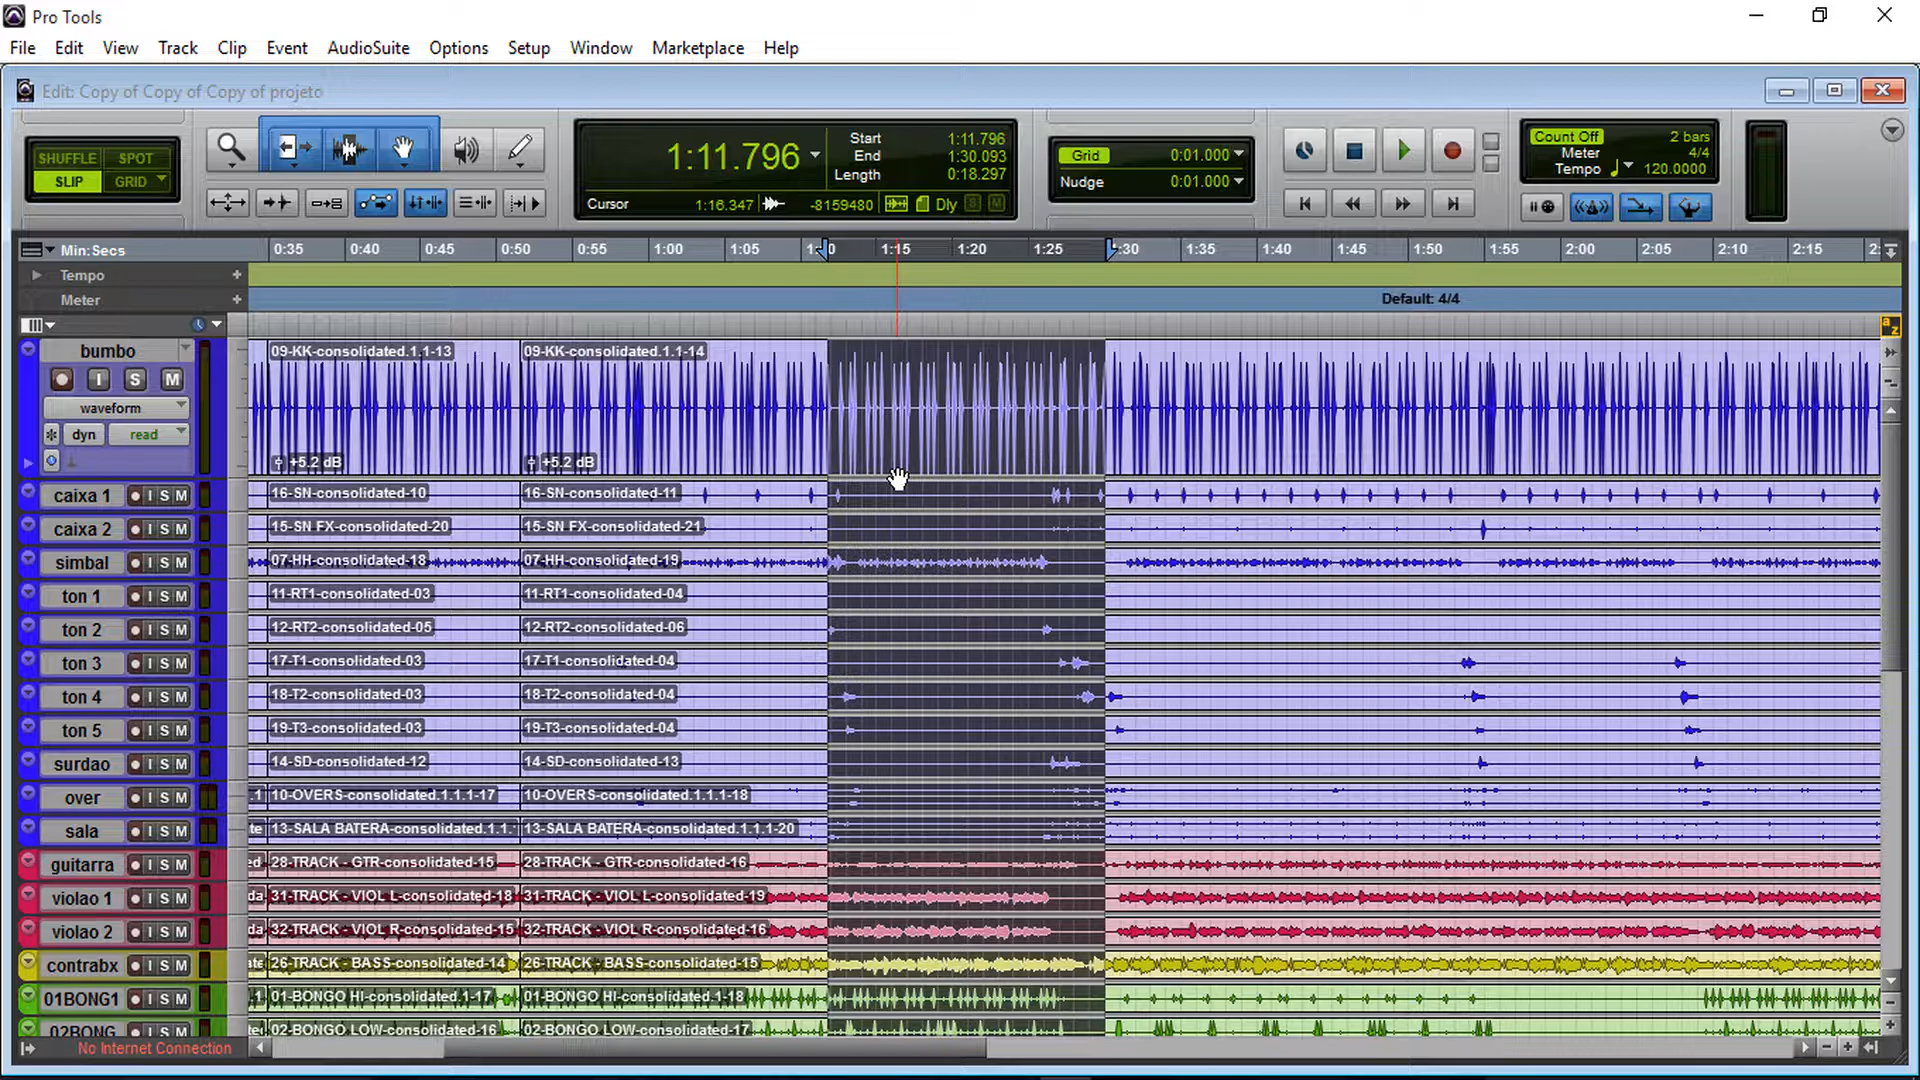 Pro Tools
File Edit View Track Clip Event AudioSuite Options Setup Window Marketplace Help
Edit: Copy of Copy of Copy of projeto
SHUFFLE SPOT
SLIP GRID
1:11.796
Start 1:11.796
End 1:30.093
Length 0:18.297
Cursor 1:16.347 -8159480 Dly S M
Grid 0:01.000
Nudge 0:01.000
Count Off 2 bars
Meter 4/4
Tempo 120.0000
Min:Secs 0:35 0:40 0:45 0:50 0:55 1:00 1:05 1:15 1:20 1:25 1:35 1:40 1:45 1:50 1:55 2:00 2:05 2:10 2:15
Tempo
Meter Default: 4/4
a z
bumbo 09-KK-consolidated.1.1-13 09-KK-consolidated.1.1-14
I S M
waveform
dyn read
+5.2 dB +5.2 dB
caixa 1 I S M 16-SN-consolidated-10 16-SN-consolidated-11
caixa 2 I S M 15-SN FX-consolidated-20 15-SN FX-consolidated-21
simbal I S M 07-HH-consolidated-18 07-HH-consolidated-19
ton 1 I S M 11-RT1-consolidated-03 11-RT1-consolidated-04
ton 2 I S M 12-RT2-consolidated-05 12-RT2-consolidated-06
ton 3 I S M 17-T1-consolidated-03 17-T1-consolidated-04
ton 4 I S M 18-T2-consolidated-03 18-T2-consolidated-04
ton 5 I S M 19-T3-consolidated-03 19-T3-consolidated-04
surdao I S M 14-SD-consolidated-12 14-SD-consolidated-13
over I S M .1 10-OVERS-consolidated.1.1.1-17 10-OVERS-consolidated.1.1.1-18
sala I S M te 13-SALA BATERA-consolidated.1.1. 13-SALA BATERA-consolidated.1.1.1-20
guitarra I S M ed 28-TRACK - GTR-consolidated-15 28-TRACK - GTR-consolidated-16
violao 1 I S M da 31-TRACK - VIOL L-consolidated-18 31-TRACK - VIOL L-consolidated-19
violao 2 I S M da 32-TRACK - VIOL R-consolidated-15 32-TRACK - VIOL R-consolidated-16
contrabx I S M ate 26-TRACK - BASS-consolidated-14 26-TRACK - BASS-consolidated-15
01BONG1 I S M .1 01-BONGO HI-consolidated.1-17 01-BONGO HI-consolidated.1-18
02BONG I S M te 02-BONGO LOW-consolidated-16 02-BONGO LOW-consolidated-17
No Internet Connection